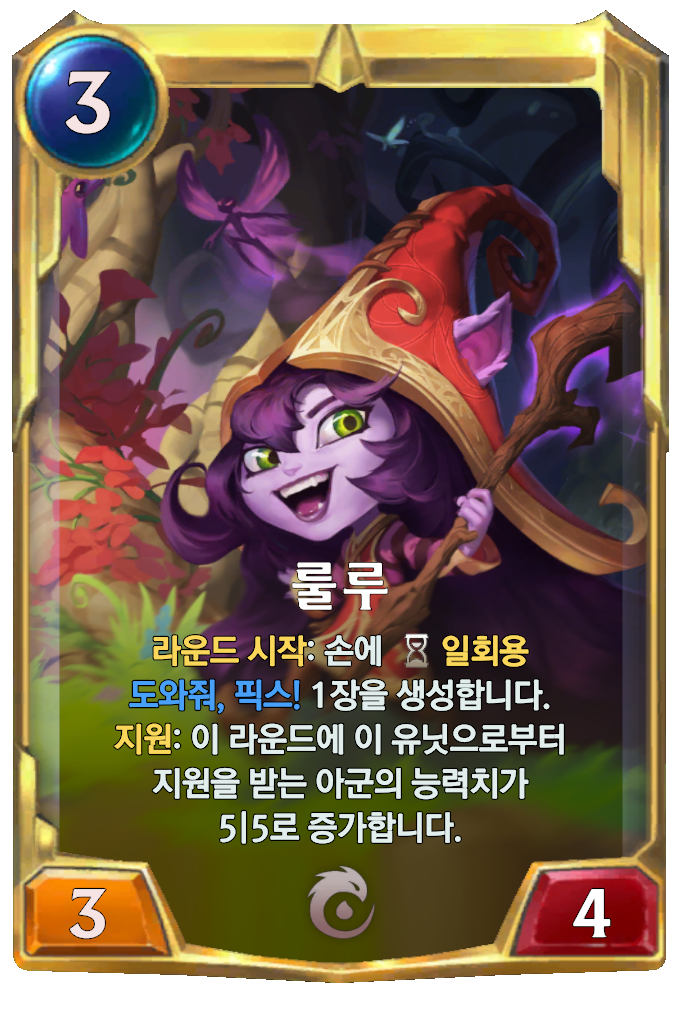 3
룰루
라운드 시작: 손에 일회용
도와줘, 픽스! 1장을 생성합니다.
지원: 이 라운드에 이 유닛으로부터
지원을 받는 아군의 능력치가
5|5로 증가합니다.
3
4